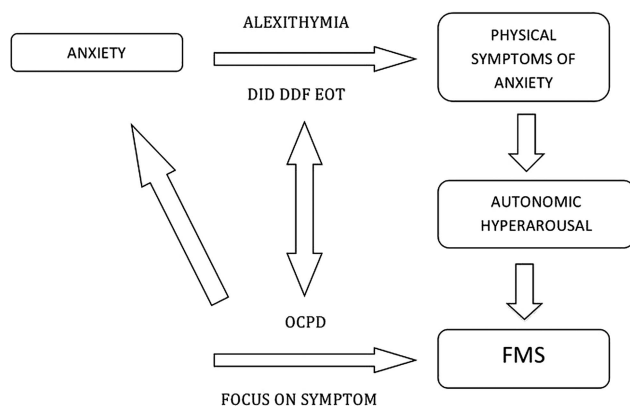 ALEXITHYMIA
ANXIETY
PHYSICAL
SYMPTOMS OF
ANXIETY
DID DDF EOT
AUTONOMIC
HYPERAROUSAL
OCPD
FMS
FOCUS ON SYMPTOM